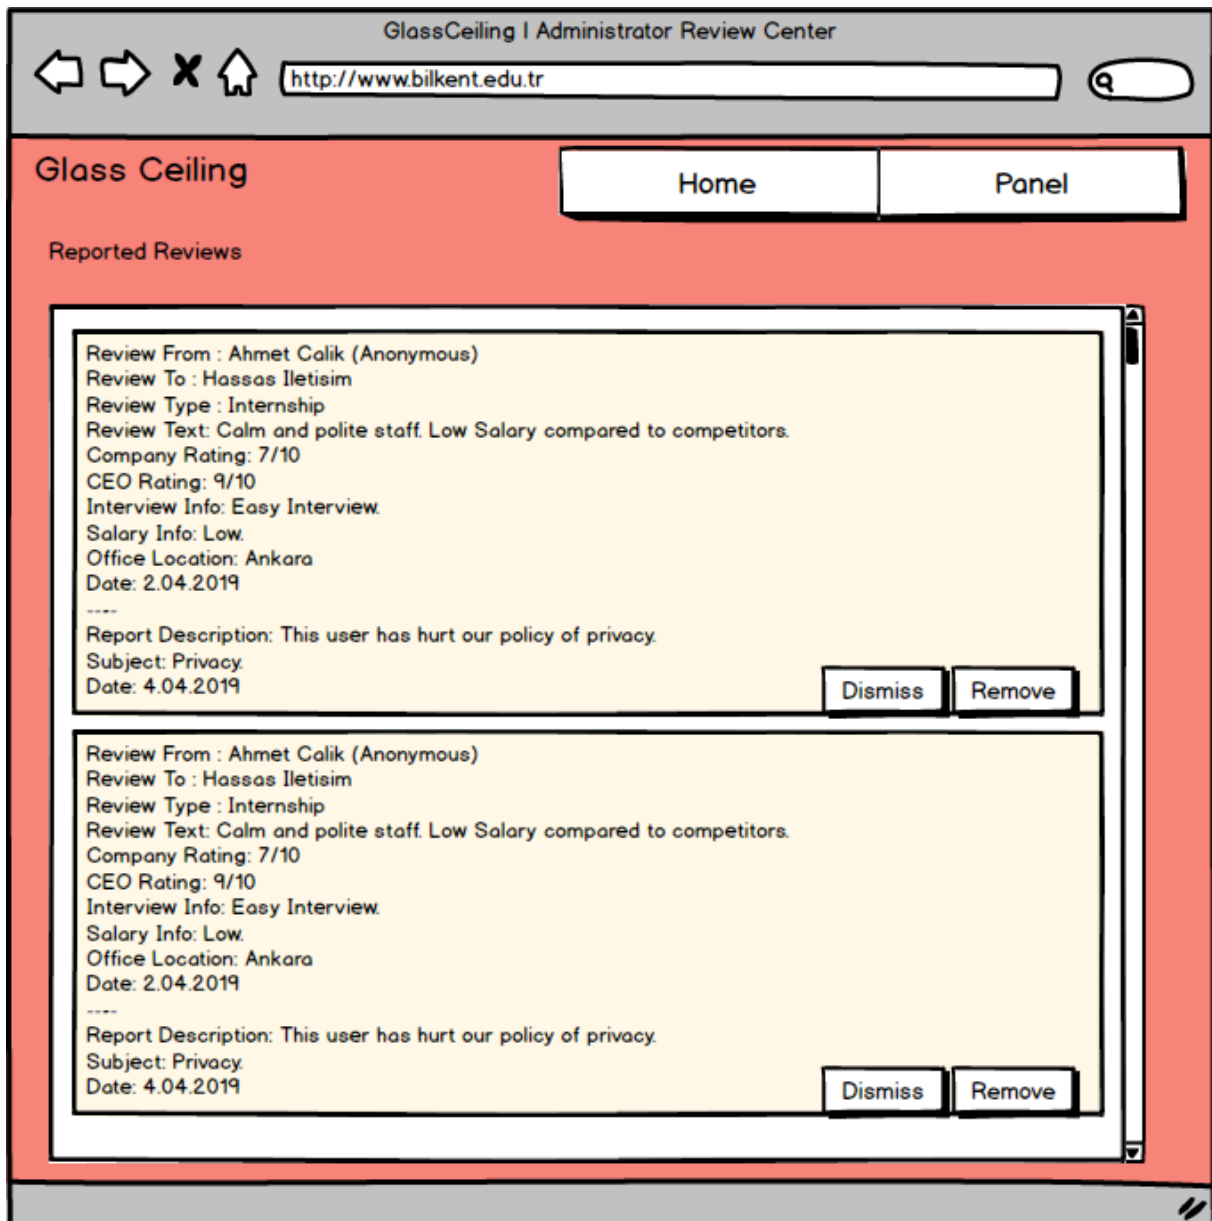 GlassCeiling | Administrator Review Center
http://www.bilkent.edu.tr
Glass Ceiling
Home
Panel
Reported Reviews
Review From : Ahmet Calik (Anonymous)
Review To : Hassas Iletisim
Review Type : Internship
Review Text: Calm and polite staff. Low Salary compared to competitors.
Company Rating: 7/10
CEO Rating: 9/10
Interview Info: Easy Interview.
Salary Info: Low.
Office Location: Ankara
Date: 2.04.2019
----
Report Description: This user has hurt our policy of privacy.
Subject: Privacy.
Date: 4.04.2019
Dismiss
Remove
Review From : Ahmet Calik (Anonymous)
Review To : Hassas Iletisim
Review Type : Internship
Review Text: Calm and polite staff. Low Salary compared to competitors.
Company Rating: 7/10
CEO Rating: 9/10
Interview Info: Easy Interview.
Salary Info: Low.
Office Location: Ankara
Date: 2.04.2019
----
Report Description: This user has hurt our policy of privacy.
Subject: Privacy.
Date: 4.04.2019
Dismiss
Remove